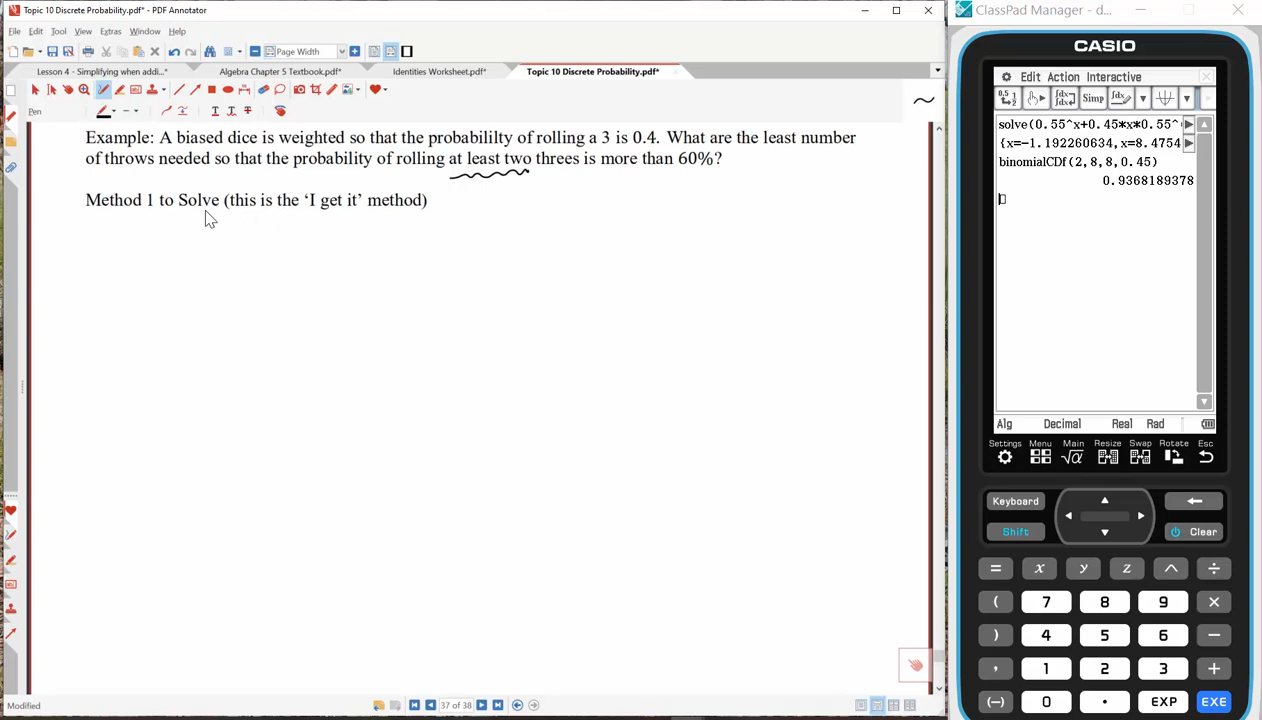 Topic 10 Discrete Probability.pdf* - PDF Annotator
File Edit Tool View Extras Window Help
Page Width
Lesson 4 - Simplifying when addi...*
Algebra Chapter 5 Textbook.pdf*
Identities Worksheet.pdf*
Topic 10 Discrete Probability.pdf*
Pen
Example: A biased dice is weighted so that the probabililty of rolling a 3 is 0.4. What are the least number
of throws needed so that the probability of rolling at least two threes is more than 60%?
Method 1 to Solve (this is the ‘I get it’ method)
Modified
37 of 38
ClassPad Manager - d...
CASIO
Edit Action Interactive
Simp
solve(0.55^x+0.45*x*0.55^
{x=-1.192260634,x=8.4754
binomialCDf(2,8,8,0.45)
0.9368189378
Alg Decimal Real Rad
Settings Menu Main Resize Swap Rotate Esc
Keyboard
Shift Clear
= x y z ^ ÷
( 7 8 9 ×
) 4 5 6 −
, 1 2 3 +
(−) 0 . EXP EXE